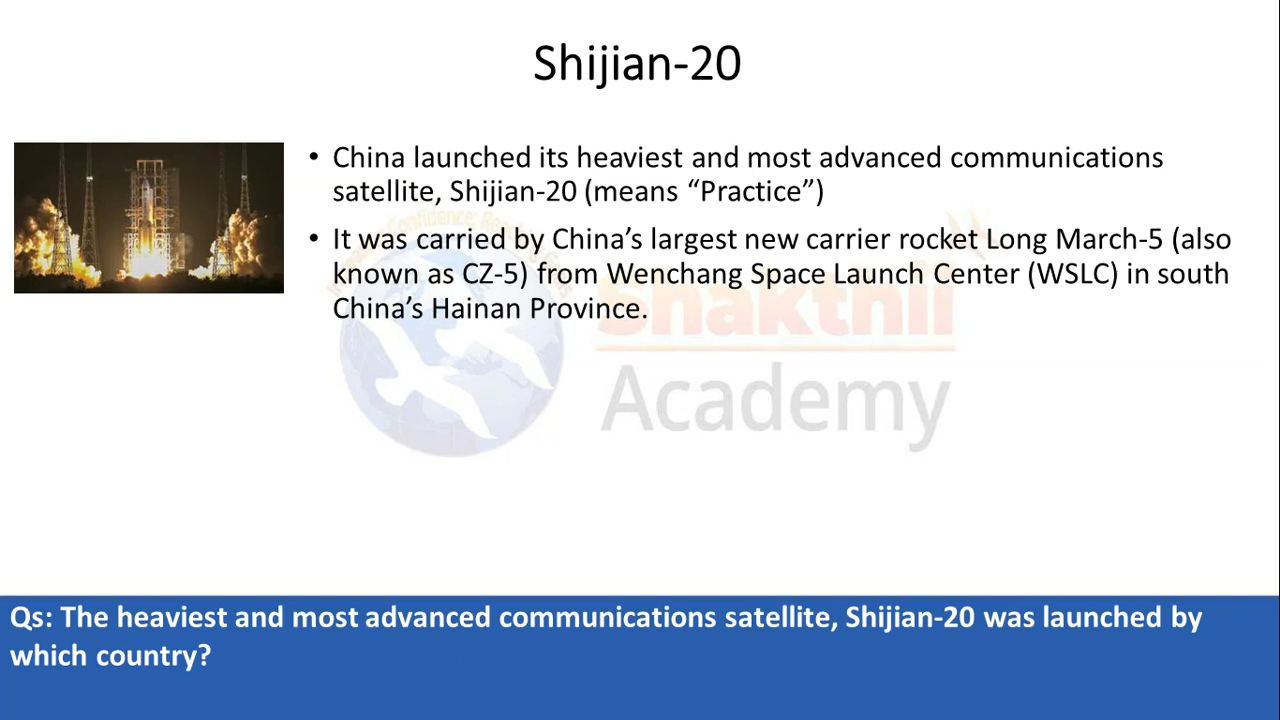 Shijian-20
• China launched its heaviest and most advanced communications
satellite, Shijian-20 (means “Practice”)
• It was carried by China’s largest new carrier rocket Long March-5 (also
known as CZ-5) from Wenchang Space Launch Center (WSLC) in south
China’s Hainan Province.
Shakthii
Academy
Qs: The heaviest and most advanced communications satellite, Shijian-20 was launched by
which country?